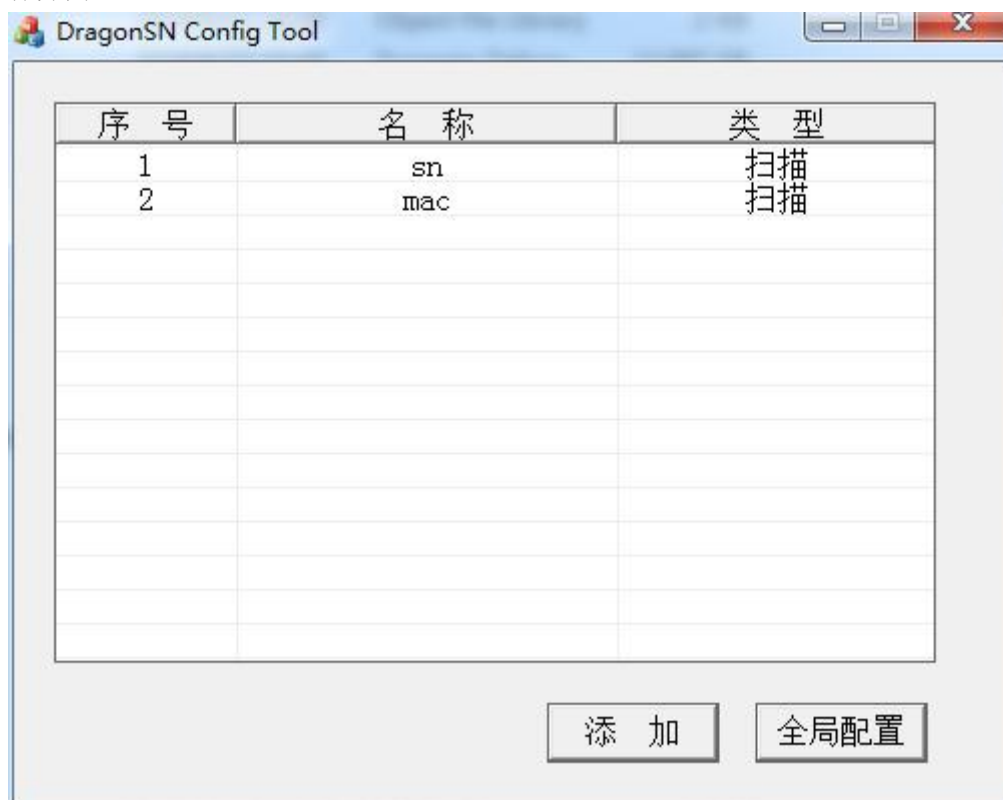 DragonSN Config Tool
序 号 名 称 类 型
1 sn 扫描
2 mac 扫描
添 加 全局配置